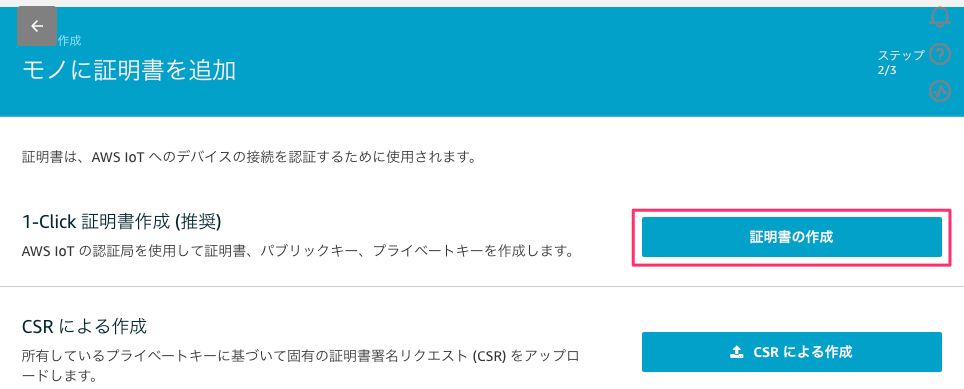 作成
モノに証明書を追加
ステップ
2/3
証明書は、AWS IoT へのデバイスの接続を認証するために使用されます。
1-Click 証明書作成 (推奨)
AWS IoT の認証局を使用して証明書、パブリックキー、プライベートキーを作成します。
証明書の作成
CSR による作成
所有しているプライベートキーに基づいて固有の証明書署名リクエスト (CSR) をアップロ
ードします。
CSR による作成